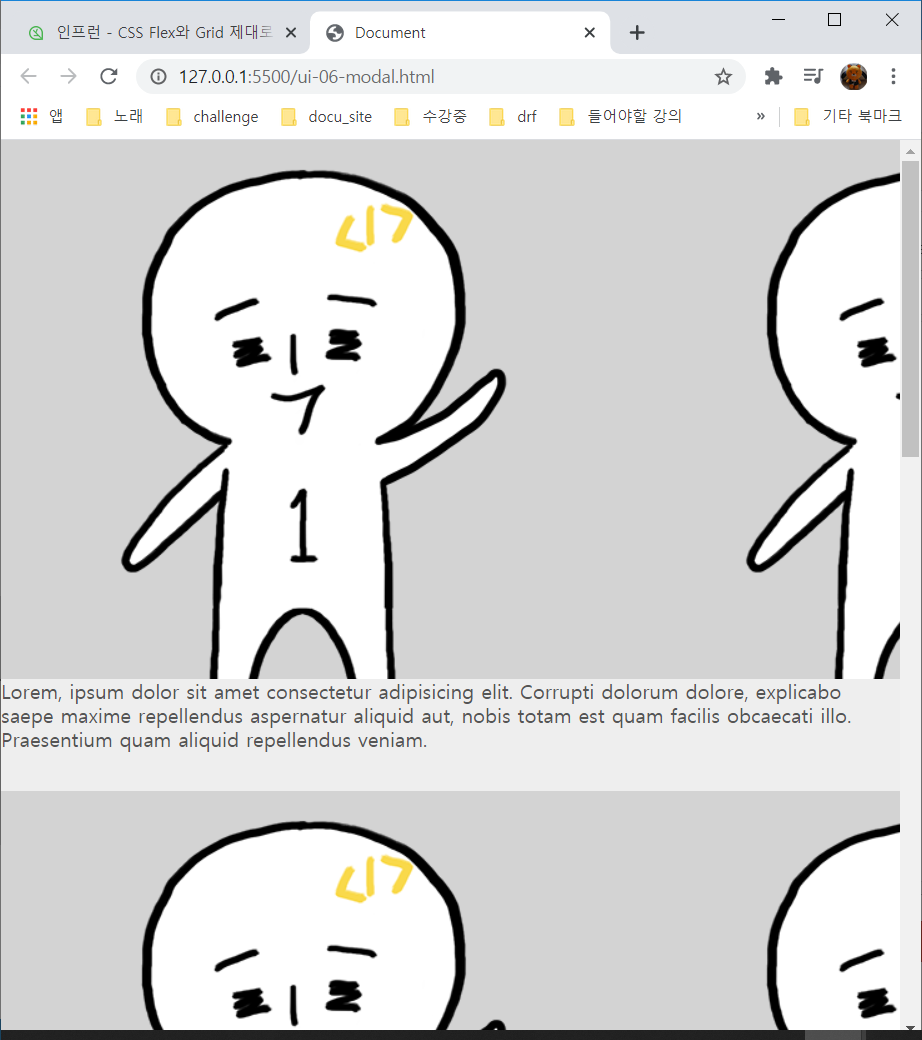 인프런 - CSS Flex와 Grid 제대로
Document
127.0.0.1:5500/ui-06-modal.html
앱 노래 challenge docu_site 수강중 drf 들어야할 강의 » 기타 북마크
1
Lorem, ipsum dolor sit amet consectetur adipisicing elit. Corrupti dolorum dolore, explicabo
saepe maxime repellendus aspernatur aliquid aut, nobis totam est quam facilis obcaecati illo.
Praesentium quam aliquid repellendus veniam.